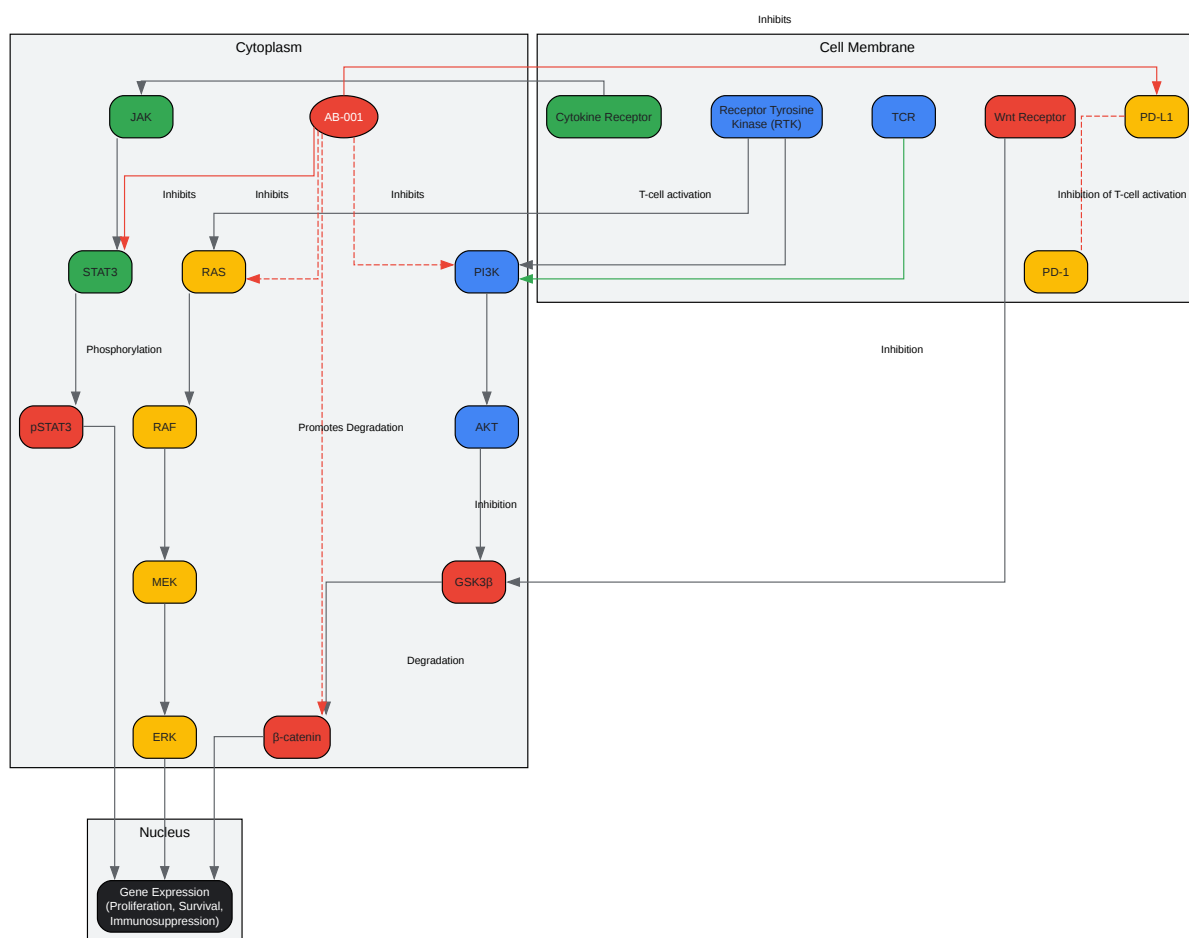 Inhibits
Cytoplasm
Cell Membrane
JAK
AB-001
Cytokine Receptor
Receptor Tyrosine
Kinase (RTK)
TCR
Wnt Receptor
PD-L1
Inhibits
Inhibits
Inhibits
T-cell activation
Inhibition of T-cell activation
STAT3
RAS
PI3K
PD-1
Phosphorylation
Inhibition
pSTAT3
RAF
Promotes Degradation
AKT
Inhibition
MEK
GSK3β
Degradation
ERK
β-catenin
Nucleus
Gene Expression
(Proliferation, Survival,
Immunosuppression)